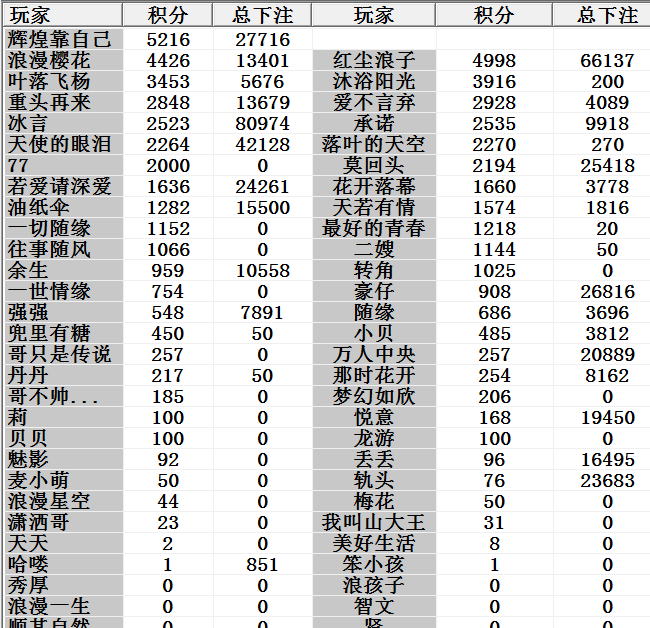 玩家 积分 总下注 玩家 积分 总下注
辉煌靠自己 5216 27716
浪漫樱花 4426 13401 红尘浪子 4998 66137
叶落飞杨 3453 5676 沐浴阳光 3916 200
重头再来 2848 13679 爱不言弃 2928 4089
冰言 2523 80974 承诺 2535 9918
天使的眼泪 2264 42128 落叶的天空 2270 270
77 2000 0 莫回头 2194 25418
若爱请深爱 1636 24261 花开落幕 1660 3778
油纸伞 1282 15500 天若有情 1574 1816
一切随缘 1152 0 最好的青春 1218 20
往事随风 1066 0 二嫂 1144 50
余生 959 10558 转角 1025 0
一世情缘 754 0 豪仔 908 26816
强强 548 7891 随缘 686 3696
兜里有糖 450 50 小贝 485 3812
哥只是传说 257 0 万人中央 257 20889
丹丹 217 50 那时花开 254 8162
哥不帅... 185 0 梦幻如欣 206 0
莉 100 0 悦意 168 19450
贝贝 100 0 龙游 100 0
魅影 92 0 丢丢 96 16495
麦小萌 50 0 轨头 76 23683
浪漫星空 44 0 梅花 50 0
潇洒哥 23 0 我叫山大王 31 0
天天 2 0 美好生活 8 0
哈喽 1 851 笨小孩 1 0
秀厚 0 0 浪孩子 0 0
浪漫一生 0 0 智文 0 0
顺其自然 0 0 贤 0 0